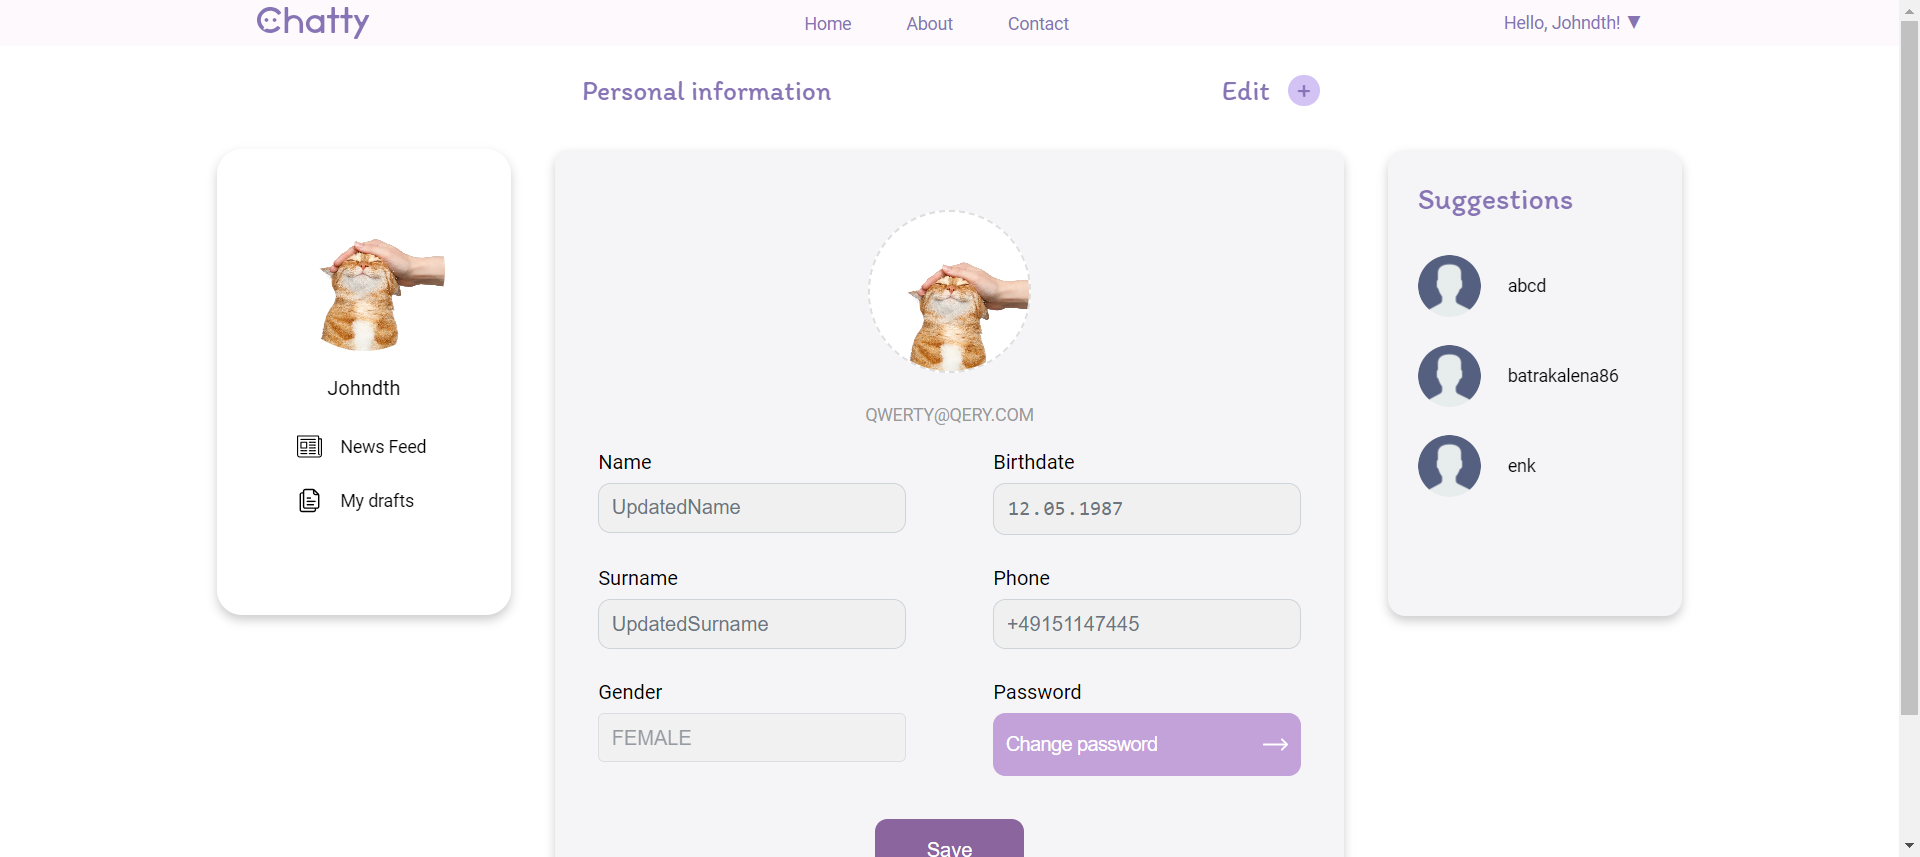 Chatty
Home
About
Contact
Hello, Johndth! ▼
Personal information
Edit +
Johndth
News Feed
My drafts
QWERTY@QERY.COM
Name
UpdatedName
Birthdate
12.05.1987
Surname
UpdatedSurname
Phone
+49151147445
Gender
FEMALE
Password
Change password
Save
Suggestions
abcd
batrakalena86
enk